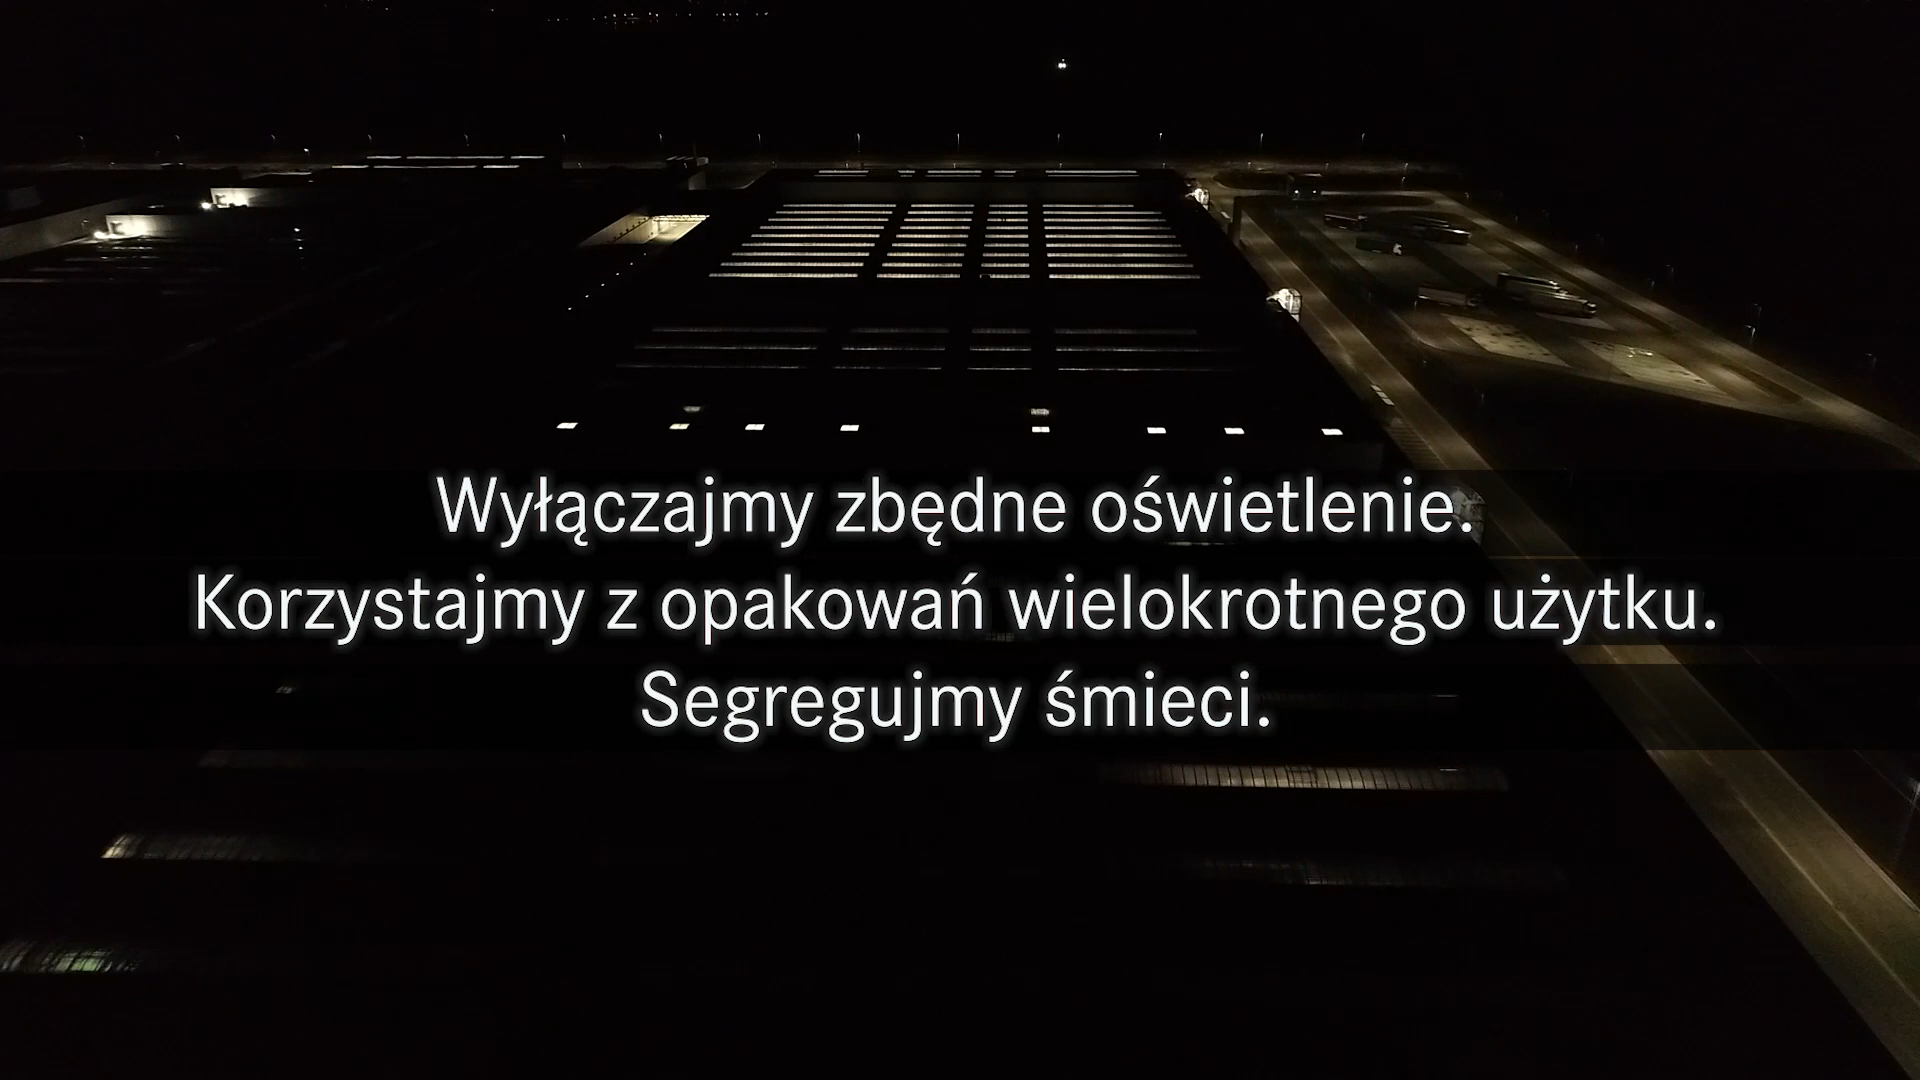 Wyłączajmy zbędne oświetlenie.
Korzystajmy z opakowań wielokrotnego użytku.
Segregujmy śmieci.